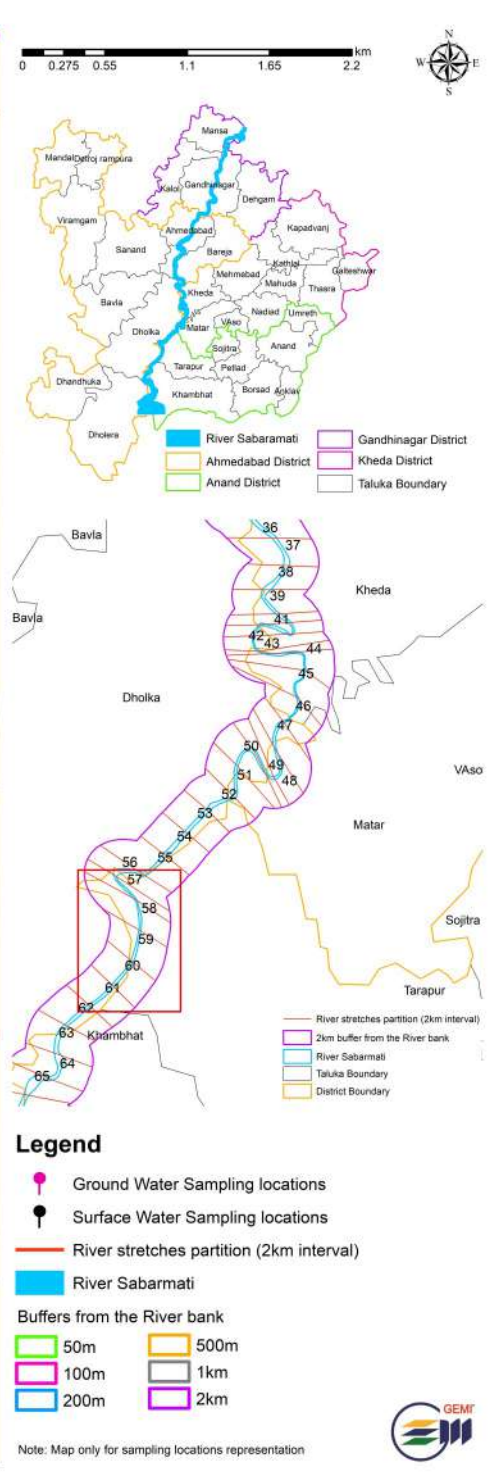 N
W E
S
km
0 0.275 0.55 1.1 1.65 2.2
Mansa
Mandal Detroj rampura
Kalol Gandhinagar
Dehgam
Viramgam
Ahmedabad
Kapadvanj
Sanand
Bareja
Kathlal
Galteshwar
Mehmebad
Mahuda
Thasra
Bavla
Kheda
Nadiad
Umreth
Dholka
Matar
VAso
Sojitra
Anand
Tarapur
Petlad
Dhandhuka
Khambhat
Borsad
Anklav
Dholera
River Sabaramati
Gandhinagar District
Ahmedabad District
Kheda District
Anand District
Taluka Boundary
Bavla
36
37
38
39
Kheda
Bavla
41
42
43
44
45
Dholka
46
47
50
49
48
51
VAso
52
53
Matar
54
55
56
57
58
59
Sojitra
60
61
Tarapur
62
63
Khambhat
64
65
River stretches partition (2km interval)
2km buffer from the River bank
River Sabarmati
Taluka Boundary
District Boundary
Legend
Ground Water Sampling locations
Surface Water Sampling locations
River stretches partition (2km interval)
River Sabarmati
Buffers from the River bank
50m 500m
100m 1km
200m 2km
GEMI
Note: Map only for sampling locations representation